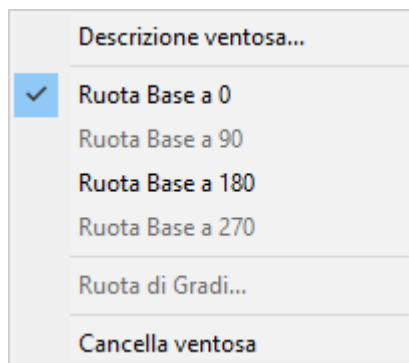 Descrizione ventosa...
Ruota Base a 0
Ruota Base a 90
Ruota Base a 180
Ruota Base a 270
Ruota di Gradi...
Cancella ventosa